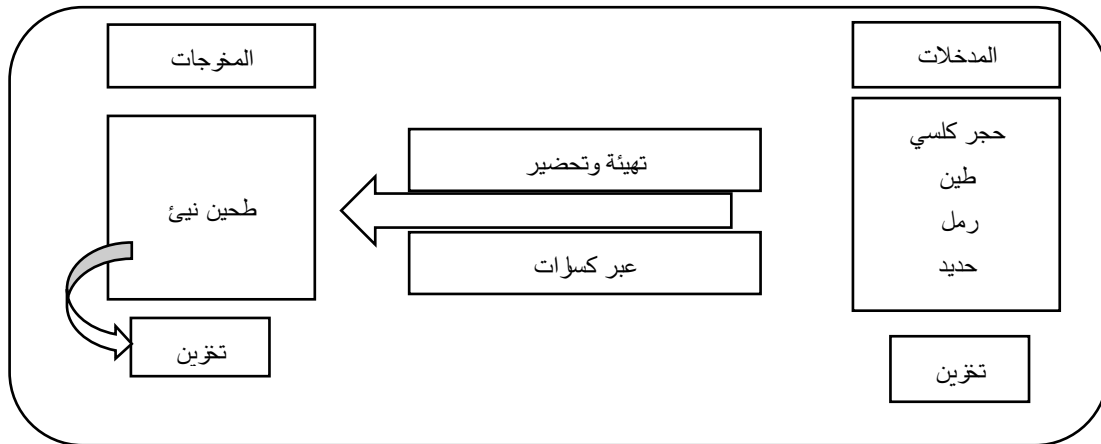 المدخلات
حجر كلسي
طين
رمل
حديد
تخزين
تهيئة وتحضير
عبر كسارات
المخرجات
طحين نيئ
تخزين